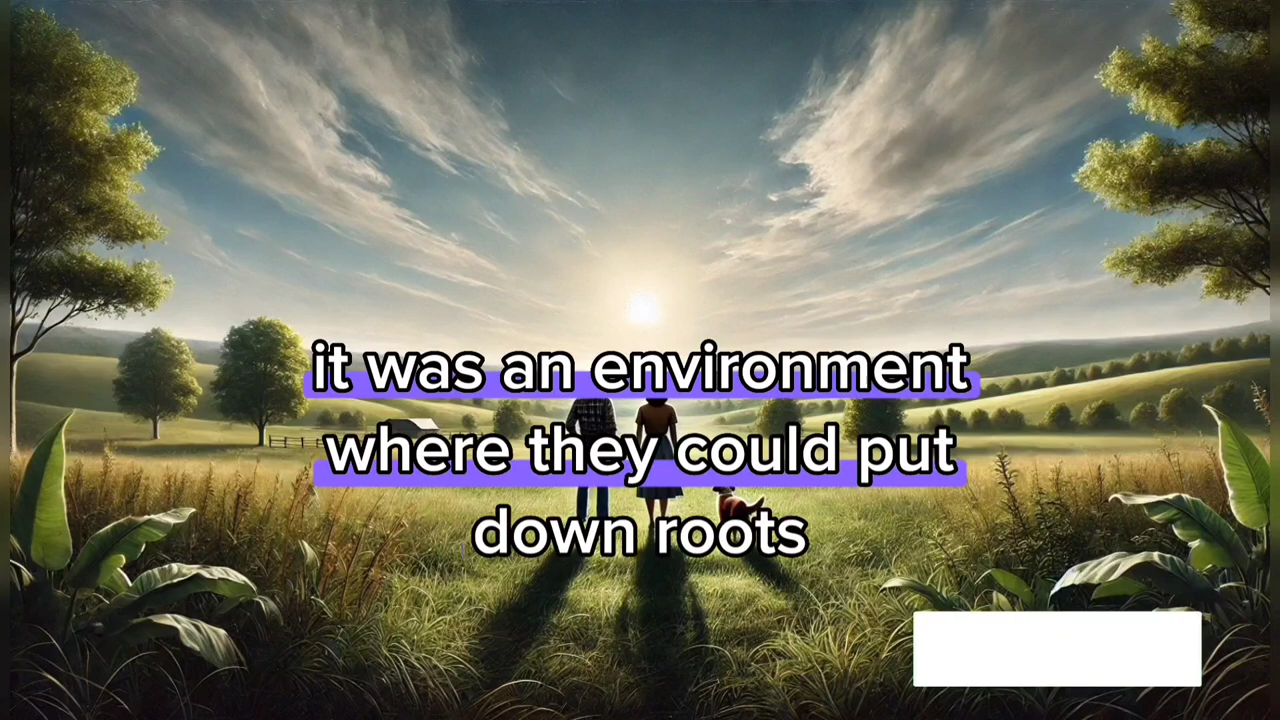 it was an environment
where they could put
down roots